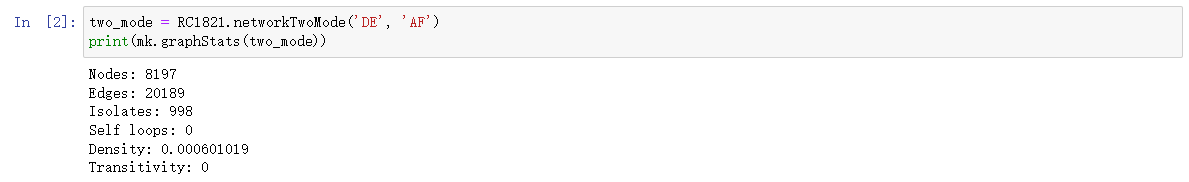 In [2]: two_mode = RC1821.networkTwoMode('DE', 'AF')
print(mk.graphStats(two_mode))
Nodes: 8197
Edges: 20189
Isolates: 998
Self loops: 0
Density: 0.000601019
Transitivity: 0